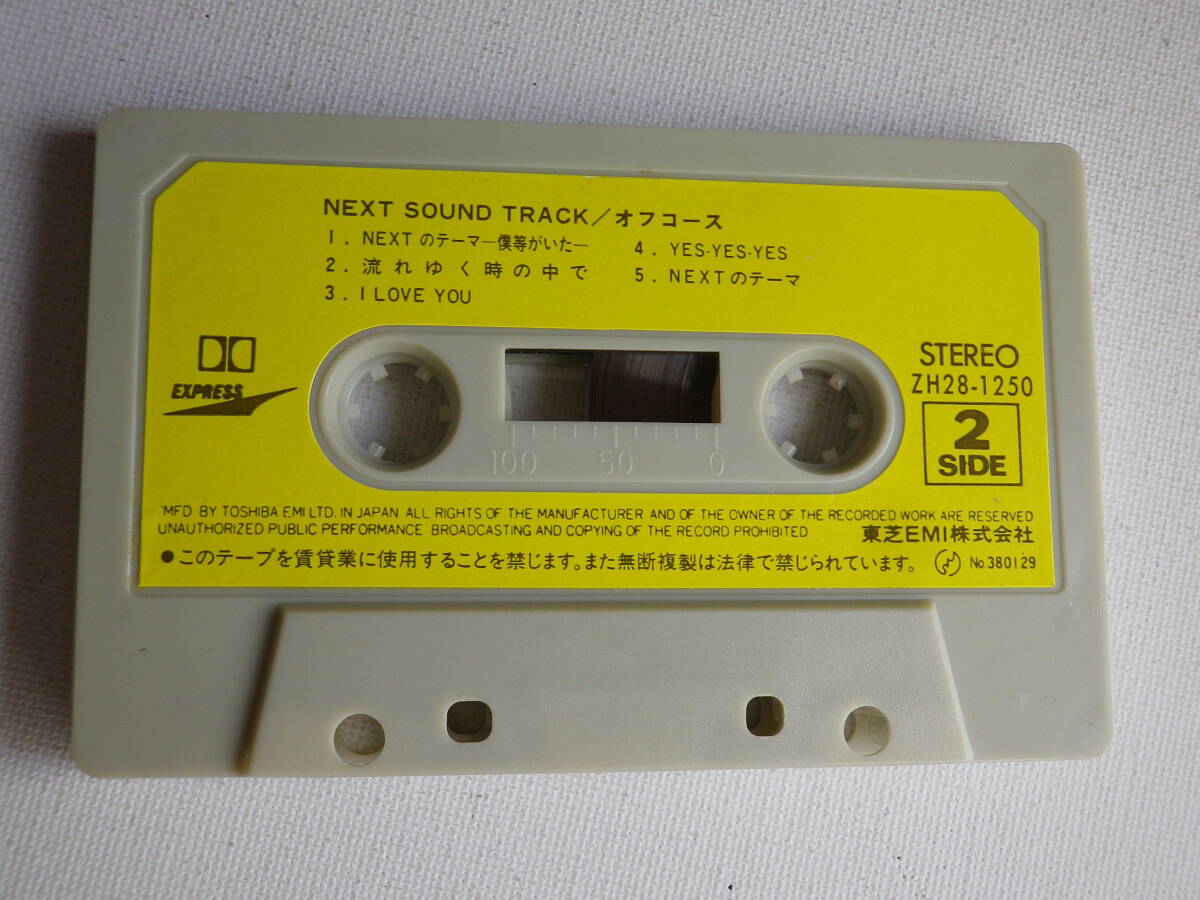 NEXT SOUND TRACK／オフコース
1. NEXTのテーマ―僕等がいた―
2. 流れゆく時の中で
3. I LOVE YOU
4. YES-YES-YES
5. NEXTのテーマ
EXPRESS
STEREO
ZH28-1250
2
SIDE
100 50 0
MFD BY TOSHIBA EMI LTD. IN JAPAN ALL RIGHTS OF THE MANUFACTURER AND OF THE OWNER OF THE RECORDED WORK ARE RESERVED
UNAUTHORIZED PUBLIC PERFORMANCE BROADCASTING AND COPYING OF THE RECORD PROHIBITED 東芝EMI株式会社
●このテープを賃貸業に使用することを禁じます。また無断複製は法律で禁じられています。 No.380129